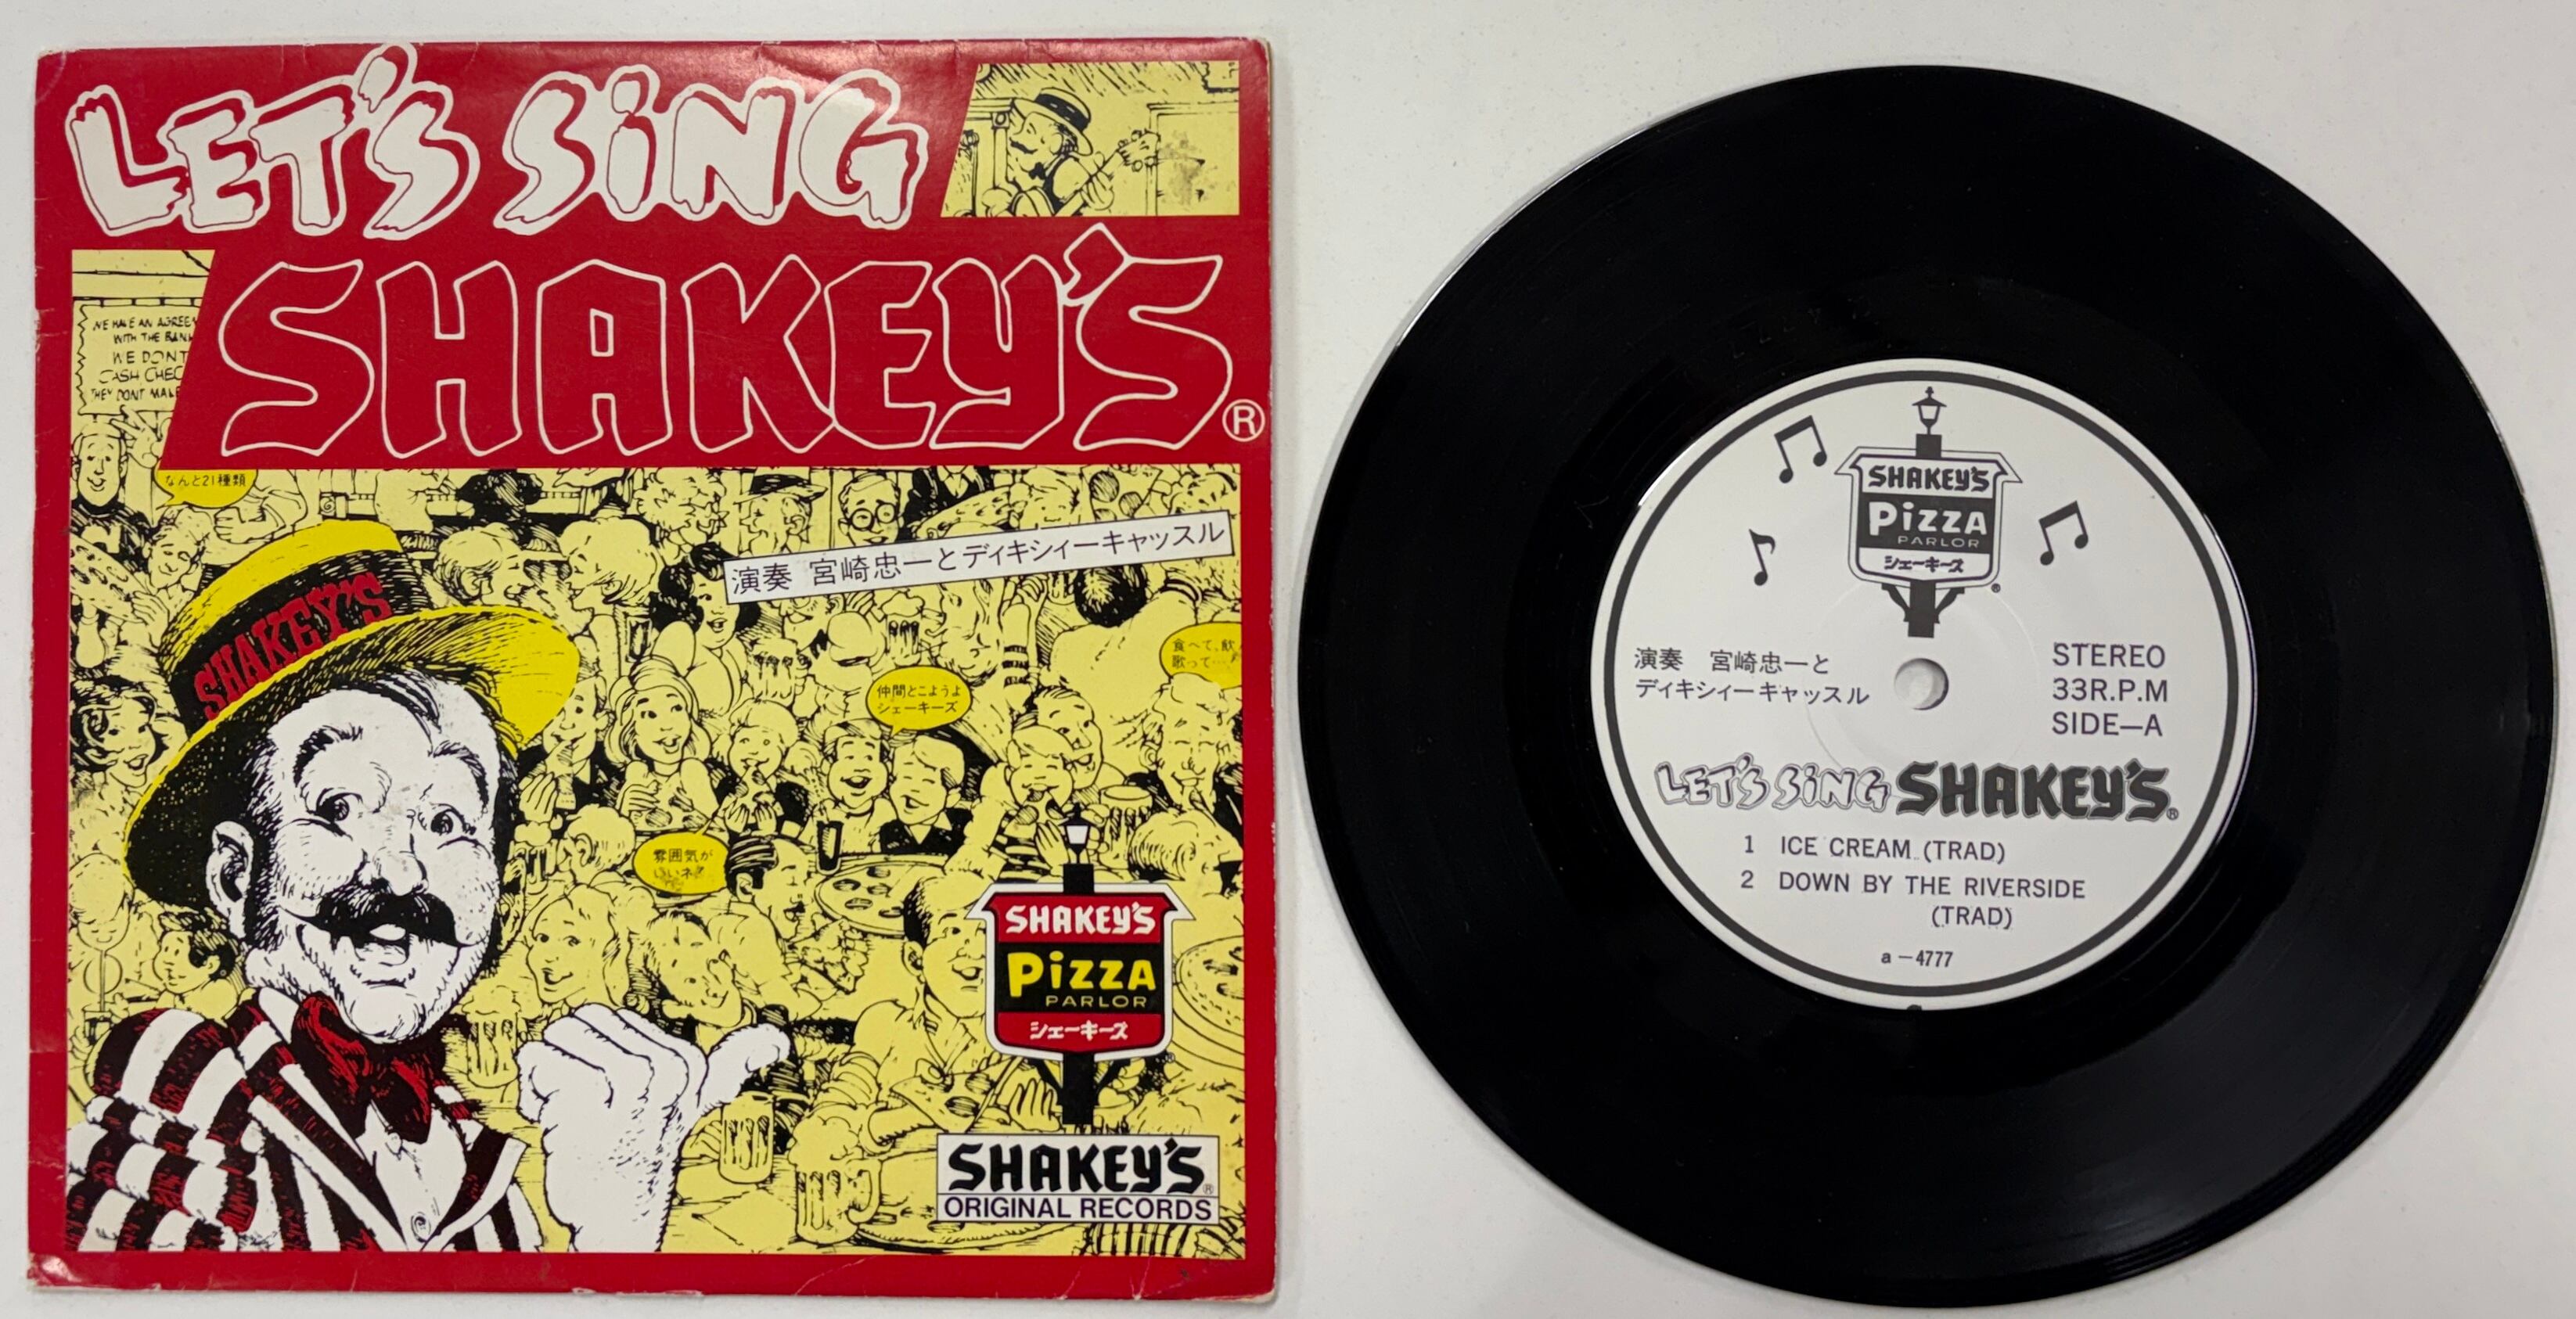 LET'S SING
SHAKEY'S®
WE HAVE AN AGREE
WITH THE BANK
WE DON'T
CASH CHEC
THEY DON'T MAKE
なんと21種類
SHAKEY'S
演奏 宮崎忠一とディキシィーキャッスル
食べて、飲
歌って…
仲間とこようよ
シェーキーズ
雰囲気が
いいネ!
SHAKEY'S
PiZZA
PARLOR
シェーキーズ
SHAKEY'S®
ORIGINAL RECORDS
SHAKEY'S
PiZZA
PARLOR
シェーキーズ
®
演奏 宮崎忠一と
ディキシィーキャッスル
STEREO
33R.P.M
SIDE—A
LET'S SING SHAKEY'S®
1 ICE CREAM (TRAD)
2 DOWN BY THE RIVERSIDE
(TRAD)
a—4777